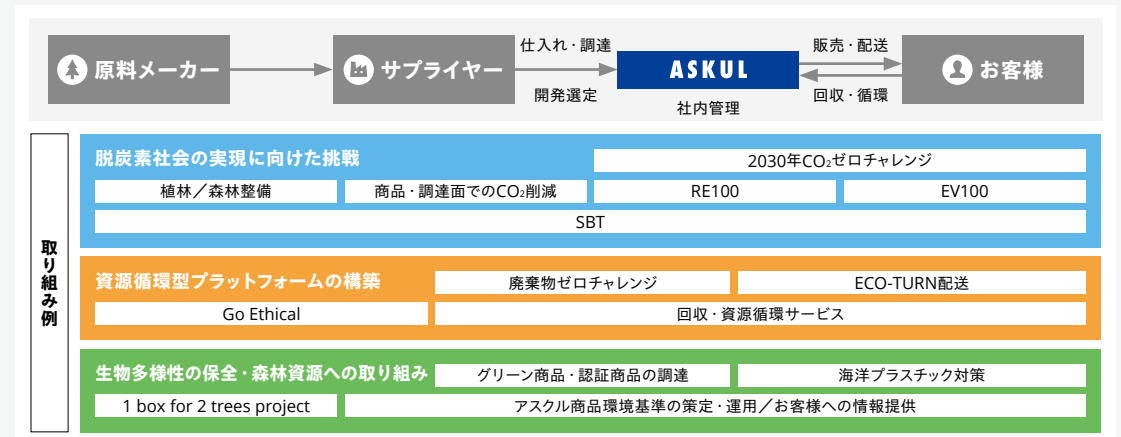 原料メーカー
サプライヤー
仕入れ・調達
開発選定
ASKUL
社内管理
販売・配送
回収・循環
お客様
取り組み例
脱炭素社会の実現に向けた挑戦
2030年CO₂ゼロチャレンジ
植林／森林整備
商品・調達面でのCO₂削減
RE100
EV100
SBT
資源循環型プラットフォームの構築
廃棄物ゼロチャレンジ
ECO-TURN配送
Go Ethical
回収・資源循環サービス
生物多様性の保全・森林資源への取り組み
グリーン商品・認証商品の調達
海洋プラスチック対策
1 box for 2 trees project
アスクル商品環境基準の策定・運用／お客様への情報提供